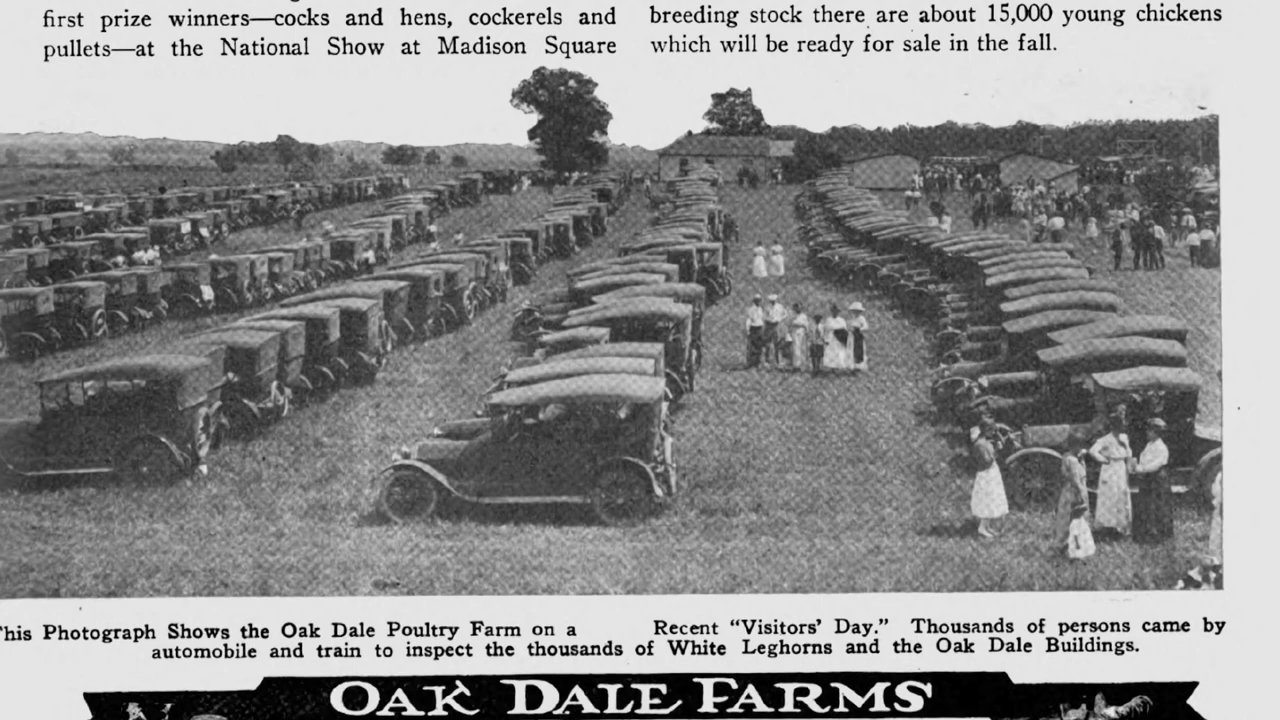 first prize winners—cocks and hens, cockerels and
pullets—at the National Show at Madison Square
breeding stock there are about 15,000 young chickens
which will be ready for sale in the fall.
This Photograph Shows the Oak Dale Poultry Farm on a Recent "Visitors' Day." Thousands of persons came by
automobile and train to inspect the thousands of White Leghorns and the Oak Dale Buildings.
OAK DALE FARMS